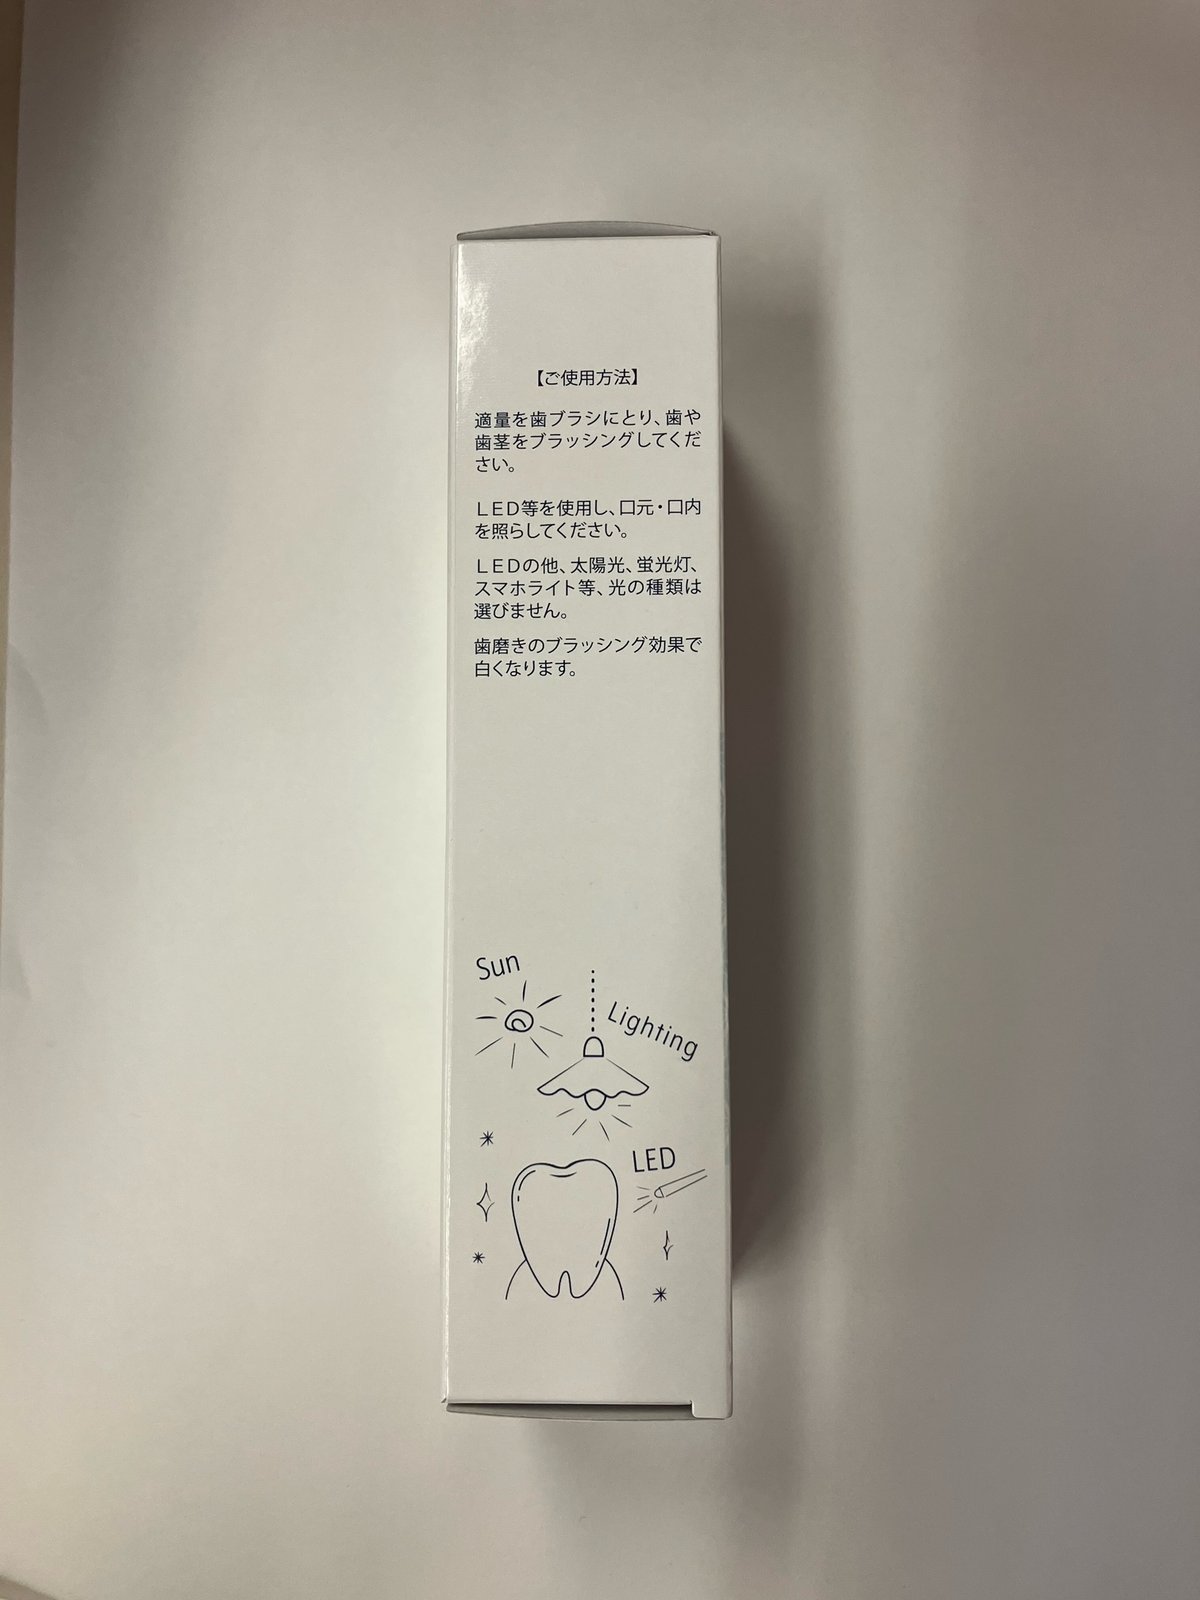 【ご使用方法】
適量を歯ブラシにとり、歯や
歯茎をブラッシングしてくだ
さい。
ＬＥＤ等を使用し、口元・口内
を照らしてください。
ＬＥＤの他、太陽光、蛍光灯、
スマホライト等、光の種類は
選びません。
歯磨きのブラッシング効果で
白くなります。
Sun
Lighting
LED